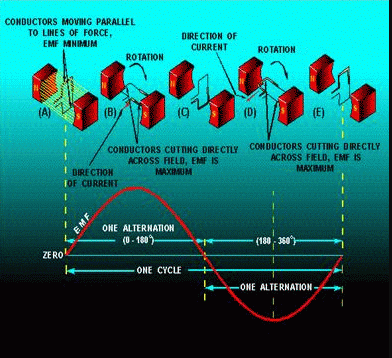 CONDUCTORS MOVING PARALLEL
TO LINES OF FORCE,
EMF MINIMUM
ROTATION
DIRECTION OF
CURRENT
ROTATION
N
S
N
S
N
S
N
S
N
S
(A)
(B)
(C)
(D)
(E)
CONDUCTORS CUTTING DIRECTLY
ACROSS FIELD, EMF IS
MAXIMUM
CONDUCTORS CUTTING DIRECTLY
ACROSS FIELD, EMF IS
MAXIMUM
DIRECTION
OF CURRENT
EMF
ONE ALTERNATION
(0 - 180°)
(180 - 360°)
ZERO
ONE CYCLE
ONE ALTERNATION